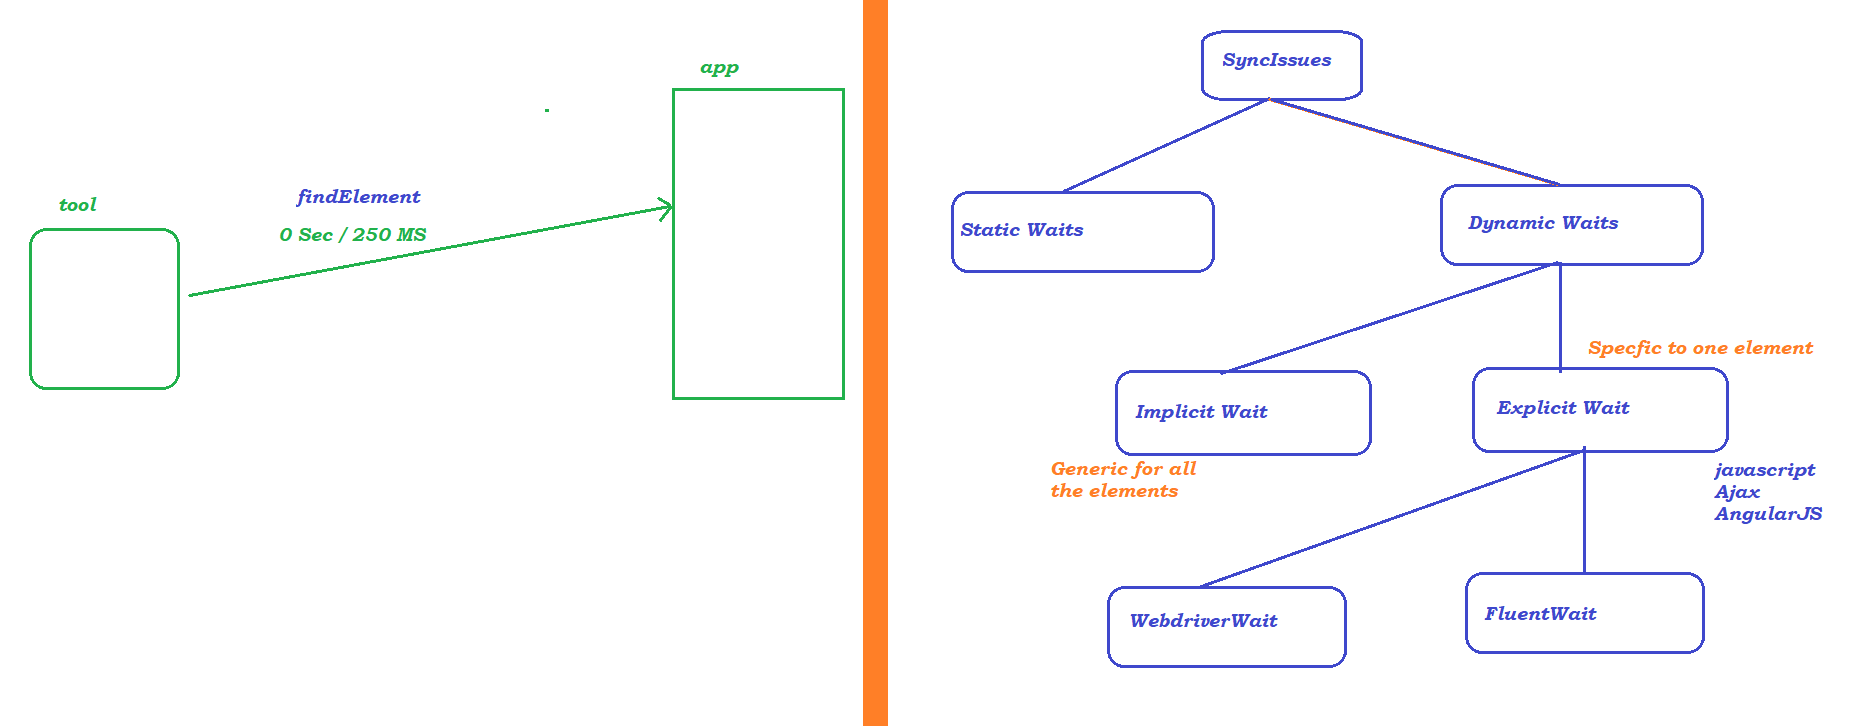 app
tool
findElement
0 Sec / 250 MS
SyncIssues
Static Waits
Dynamic Waits
Specfic to one element
Implicit Wait
Explicit Wait
Generic for all
the elements
javascript
Ajax
AngularJS
WebdriverWait
FluentWait